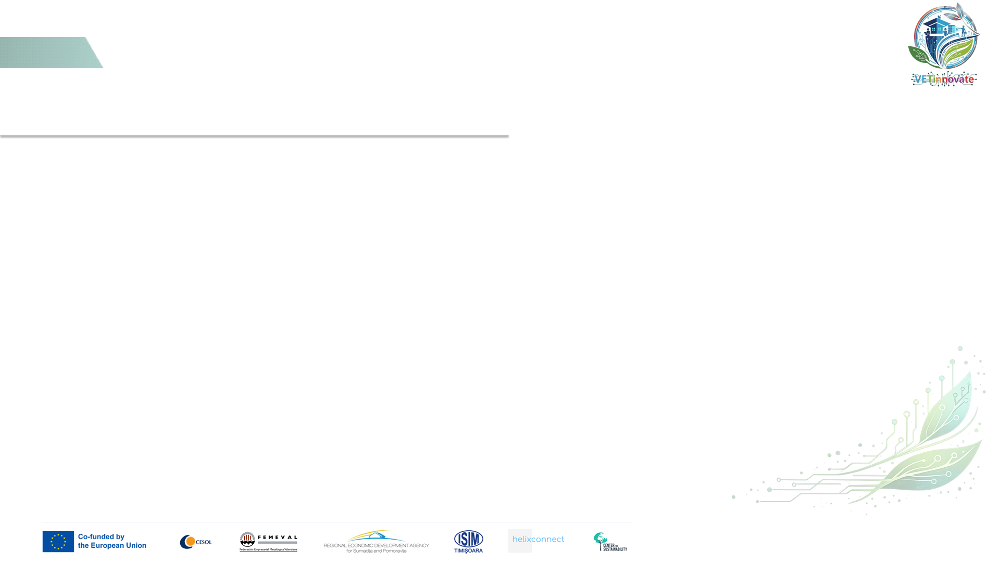 VETinnovate
Co-funded by
the European Union
CESOL
FEMEVAL
Federación Empresarial Metalúrgica Valenciana
REGIONAL ECONOMIC DEVELOPMENT AGENCY
for Sumadija and Pomoravlje
ISIM
TIMIŞOARA
helixconnect
CENTER FOR
SUSTAINABILITY